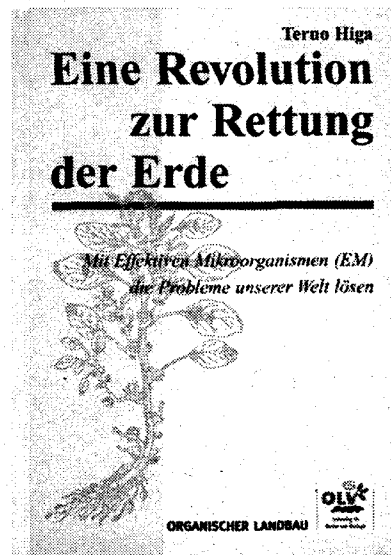 Teruo Higa
Eine Revolution
zur Rettung
der Erde
Mit Effektiven Mikroorganismen (EM)
die Probleme unserer Welt lösen
OLV
ORGANISCHER LANDBAU